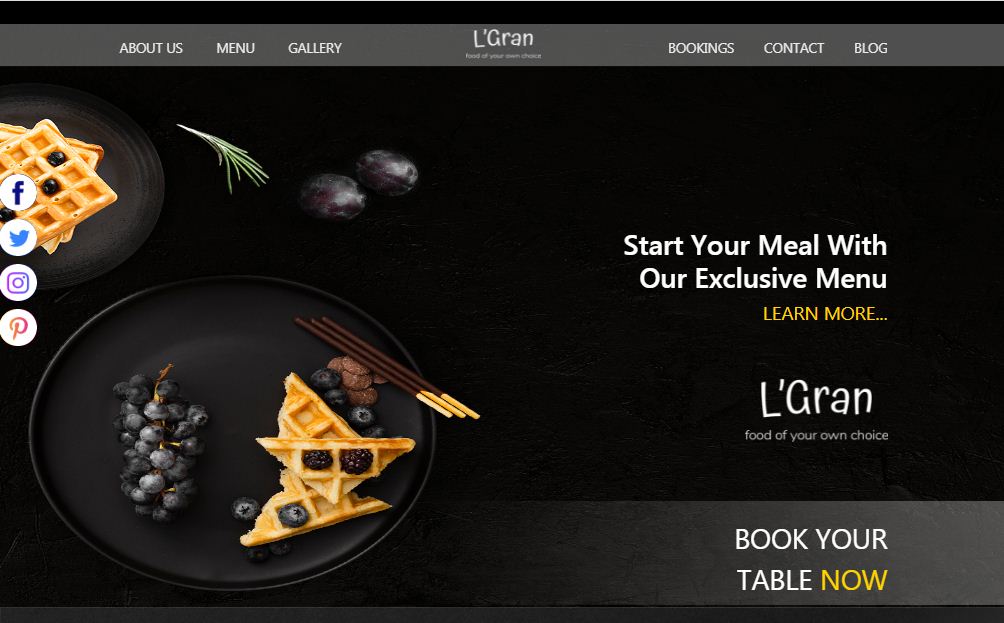 ABOUT US MENU GALLERY L'Gran BOOKINGS CONTACT BLOG
food of your own choice
Start Your Meal With
Our Exclusive Menu
LEARN MORE...
L'Gran
food of your own choice
BOOK YOUR
TABLE NOW